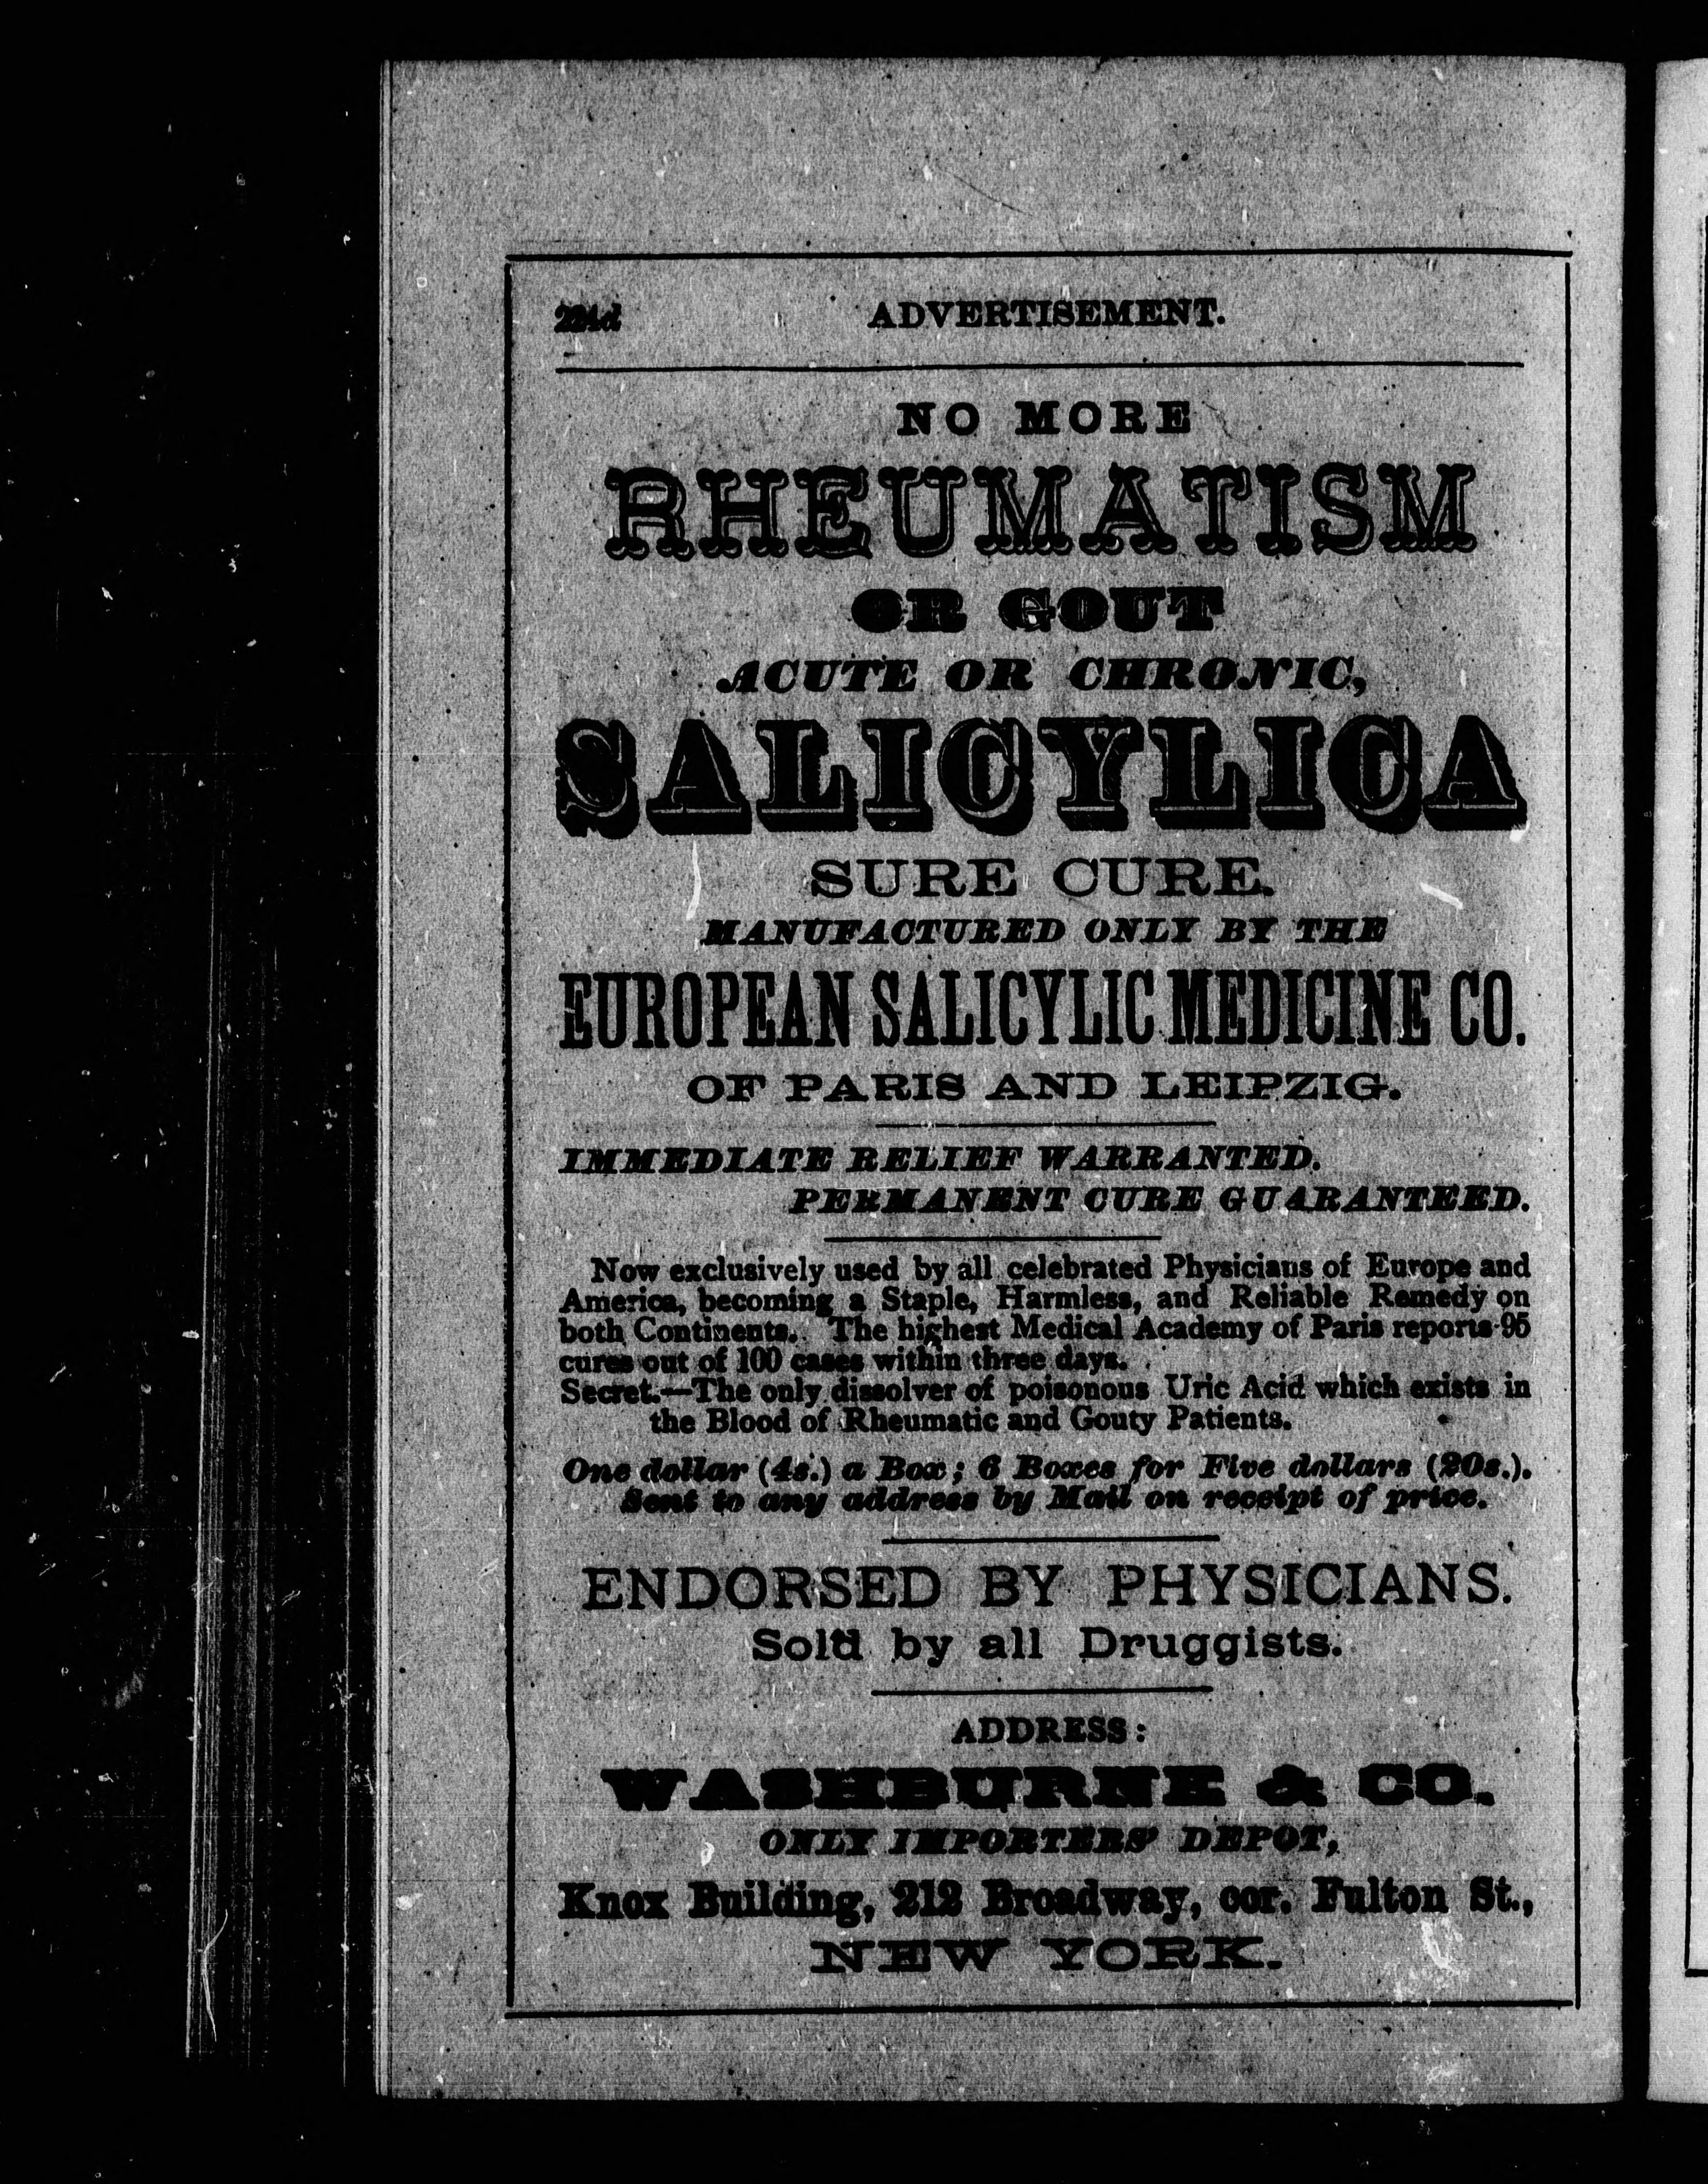 224d ADVERTISEMENT.
NO MORE
RHEUMATISM
OR GOUT
ACUTE OR CHRONIC,
SALICYLICA
SURE CURE.
MANUFACTURED ONLY BY THE
EUROPEAN SALICYLIC MEDICINE CO.
OF PARIS AND LEIPZIG.
IMMEDIATE RELIEF WARRANTED.
PERMANENT CURE GUARANTEED.
Now exclusively used by all celebrated Physicians of Europe and
America, becoming a Staple, Harmless, and Reliable Remedy on
both Continents. The highest Medical Academy of Paris reports 95
cures out of 100 cases within three days.
Secret.—The only dissolver of poisonous Uric Acid which exists in
the Blood of Rheumatic and Gouty Patients.
One dollar (4s.) a Box; 6 Boxes for Five dollars (20s.).
Sent to any address by Mail on receipt of price.
ENDORSED BY PHYSICIANS.
Sold by all Druggists.
ADDRESS:
WASHBURNE & CO.
ONLY IMPORTERS' DEPOT,
Knox Building, 212 Broadway, cor. Fulton St.,
NEW YORK.